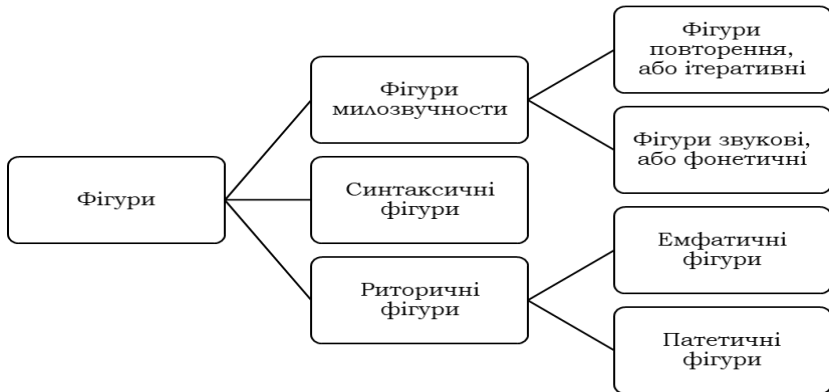 Фігури
Фігури
милозвучности
Синтаксичні
фігури
Риторичні
фігури
Фігури
повторення,
або ітеративні
Фігури звукові,
або фонетичні
Емфатичні
фігури
Патетичні
фігури